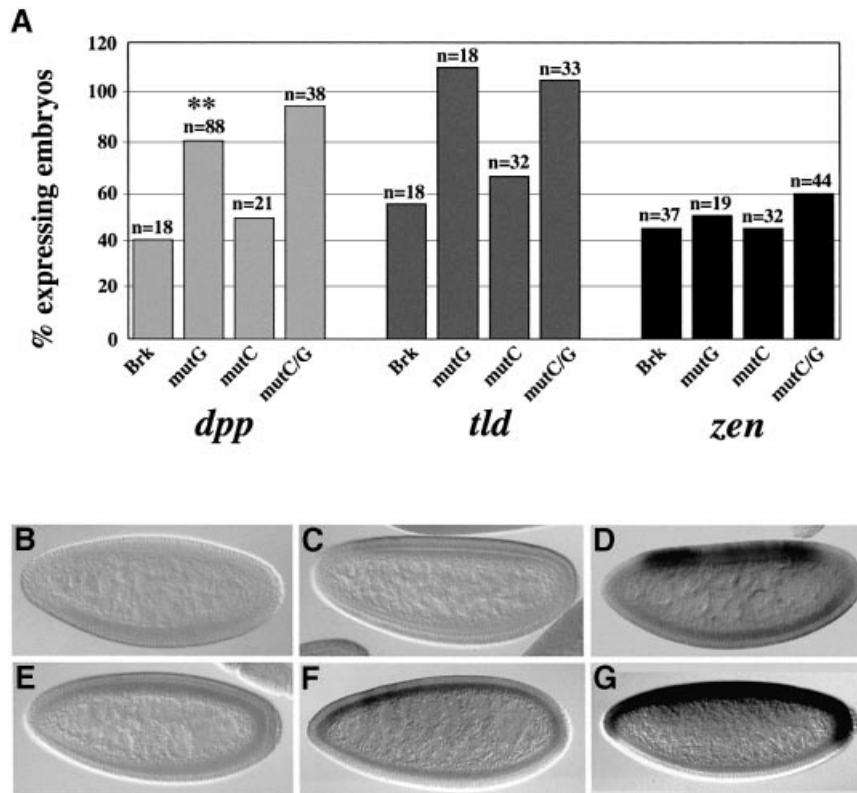 A
% expressing embryos
120
100
80
60
40
20
0
n=18
**
n=88
n=21
n=38
n=18
n=18
n=32
n=33
n=37
n=19
n=32
n=44
Brk mutG mutC mutC/G
Brk mutG mutC mutC/G
Brk mutG mutC mutC/G
dpp tld zen
B C D
E F G